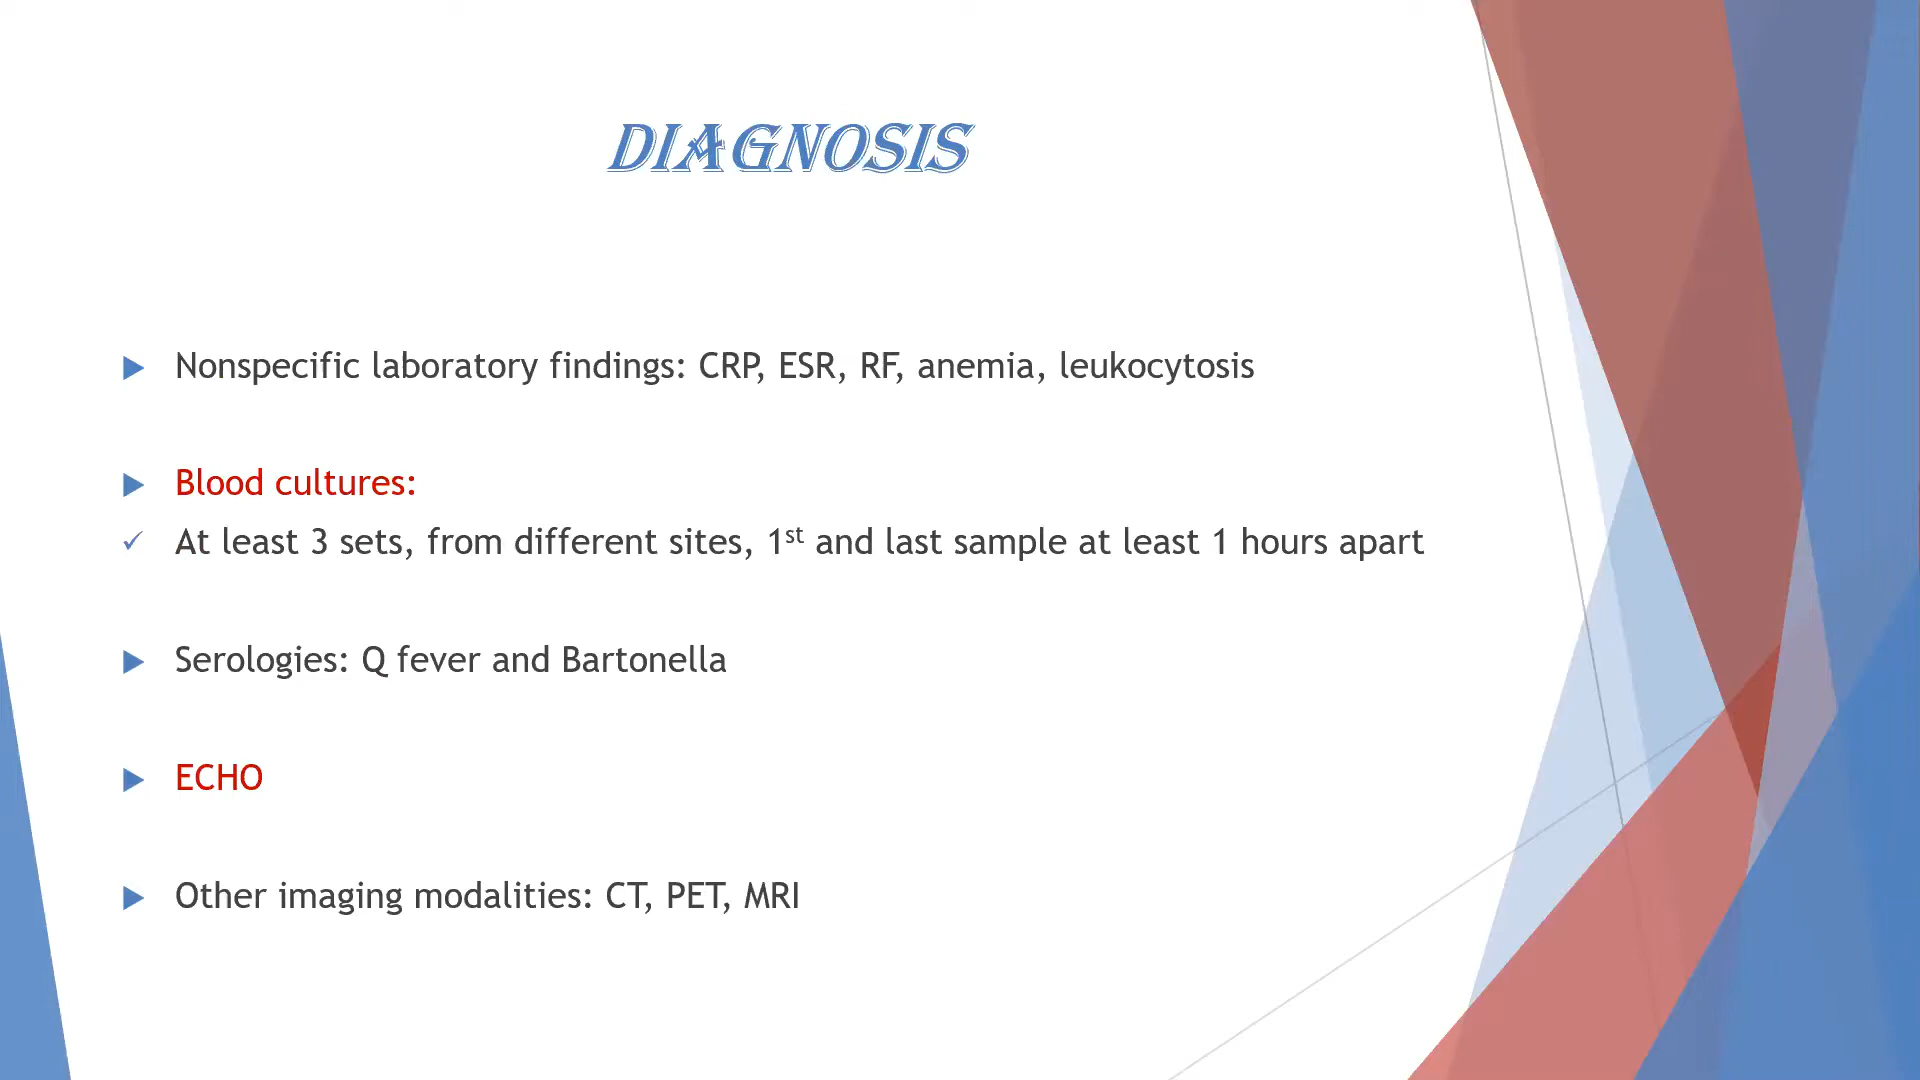 DIAGNOSIS
Nonspecific laboratory findings: CRP, ESR, RF, anemia, leukocytosis
Blood cultures:
At least 3 sets, from different sites, 1st and last sample at least 1 hours apart
Serologies: Q fever and Bartonella
ECHO
Other imaging modalities: CT, PET, MRI